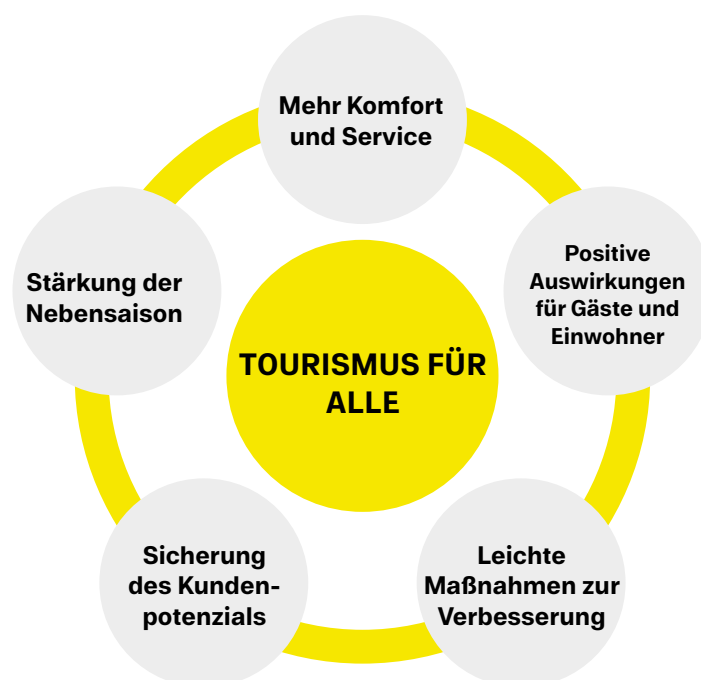 Mehr Komfort
und Service
Positive
Auswirkungen
für Gäste und
Einwohner
Stärkung der
Nebensaison
TOURISMUS FÜR
ALLE
Sicherung
des Kunden-
potenzials
Leichte
Maßnahmen zur
Verbesserung